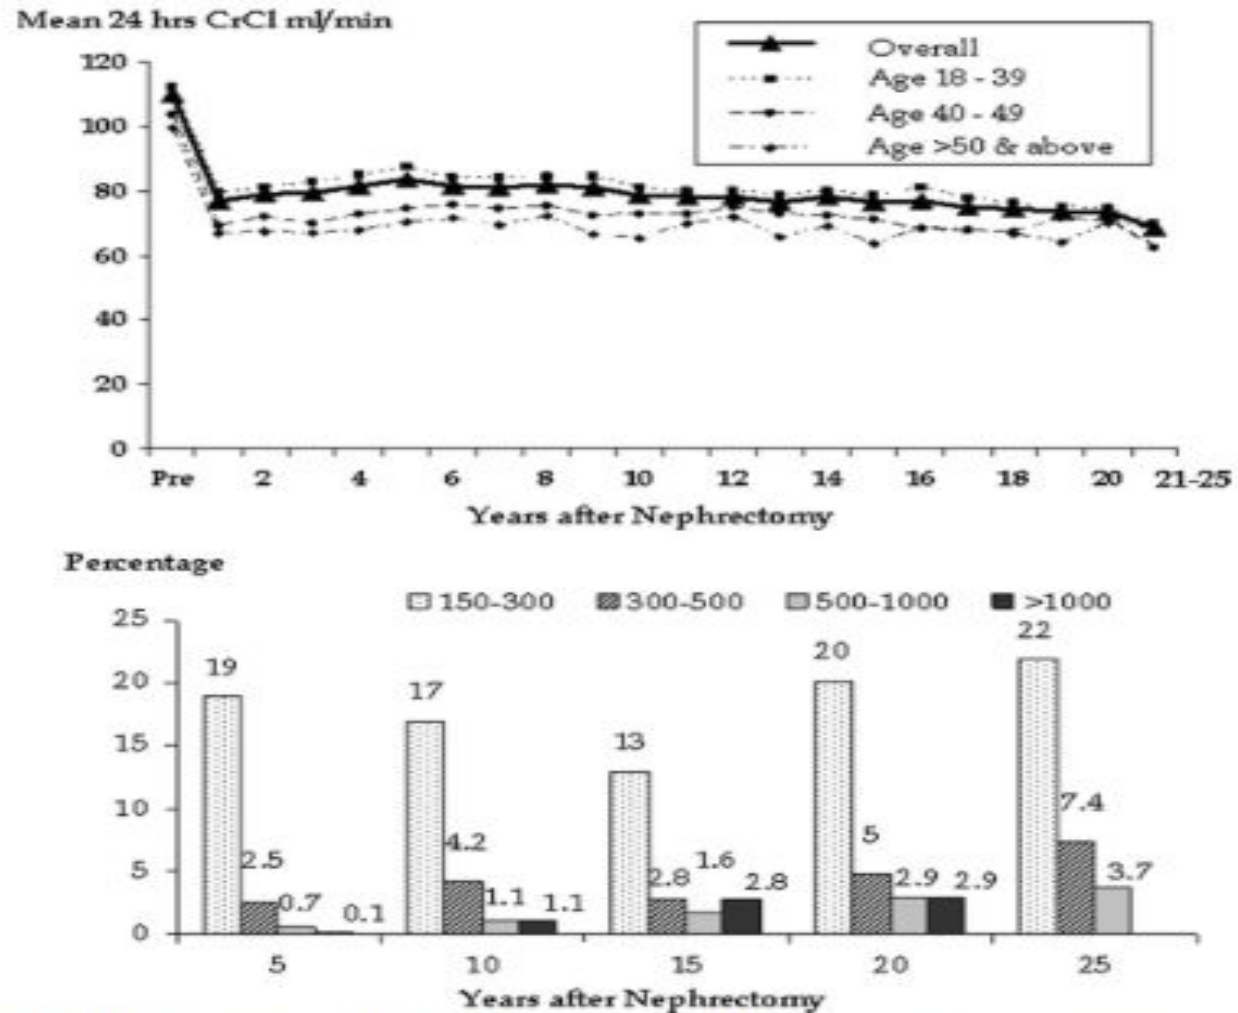 Mean 24 hrs CrCl ml/min
Overall
Age 18 - 39
Age 40 - 49
Age >50 & above
120
100
80
60
40
20
0
Pre 2 4 6 8 10 12 14 16 18 20 21-25
Years after Nephrectomy
Percentage
150-300 300-500 500-1000 >1000
25
20
15
10
5
0
19 2.5 0.7 0.1
17 4.2 1.1 1.1
13 2.8 1.6 2.8
20 5 2.9 2.9
22 7.4 3.7
5 10 15 20 25
Years after Nephrectomy